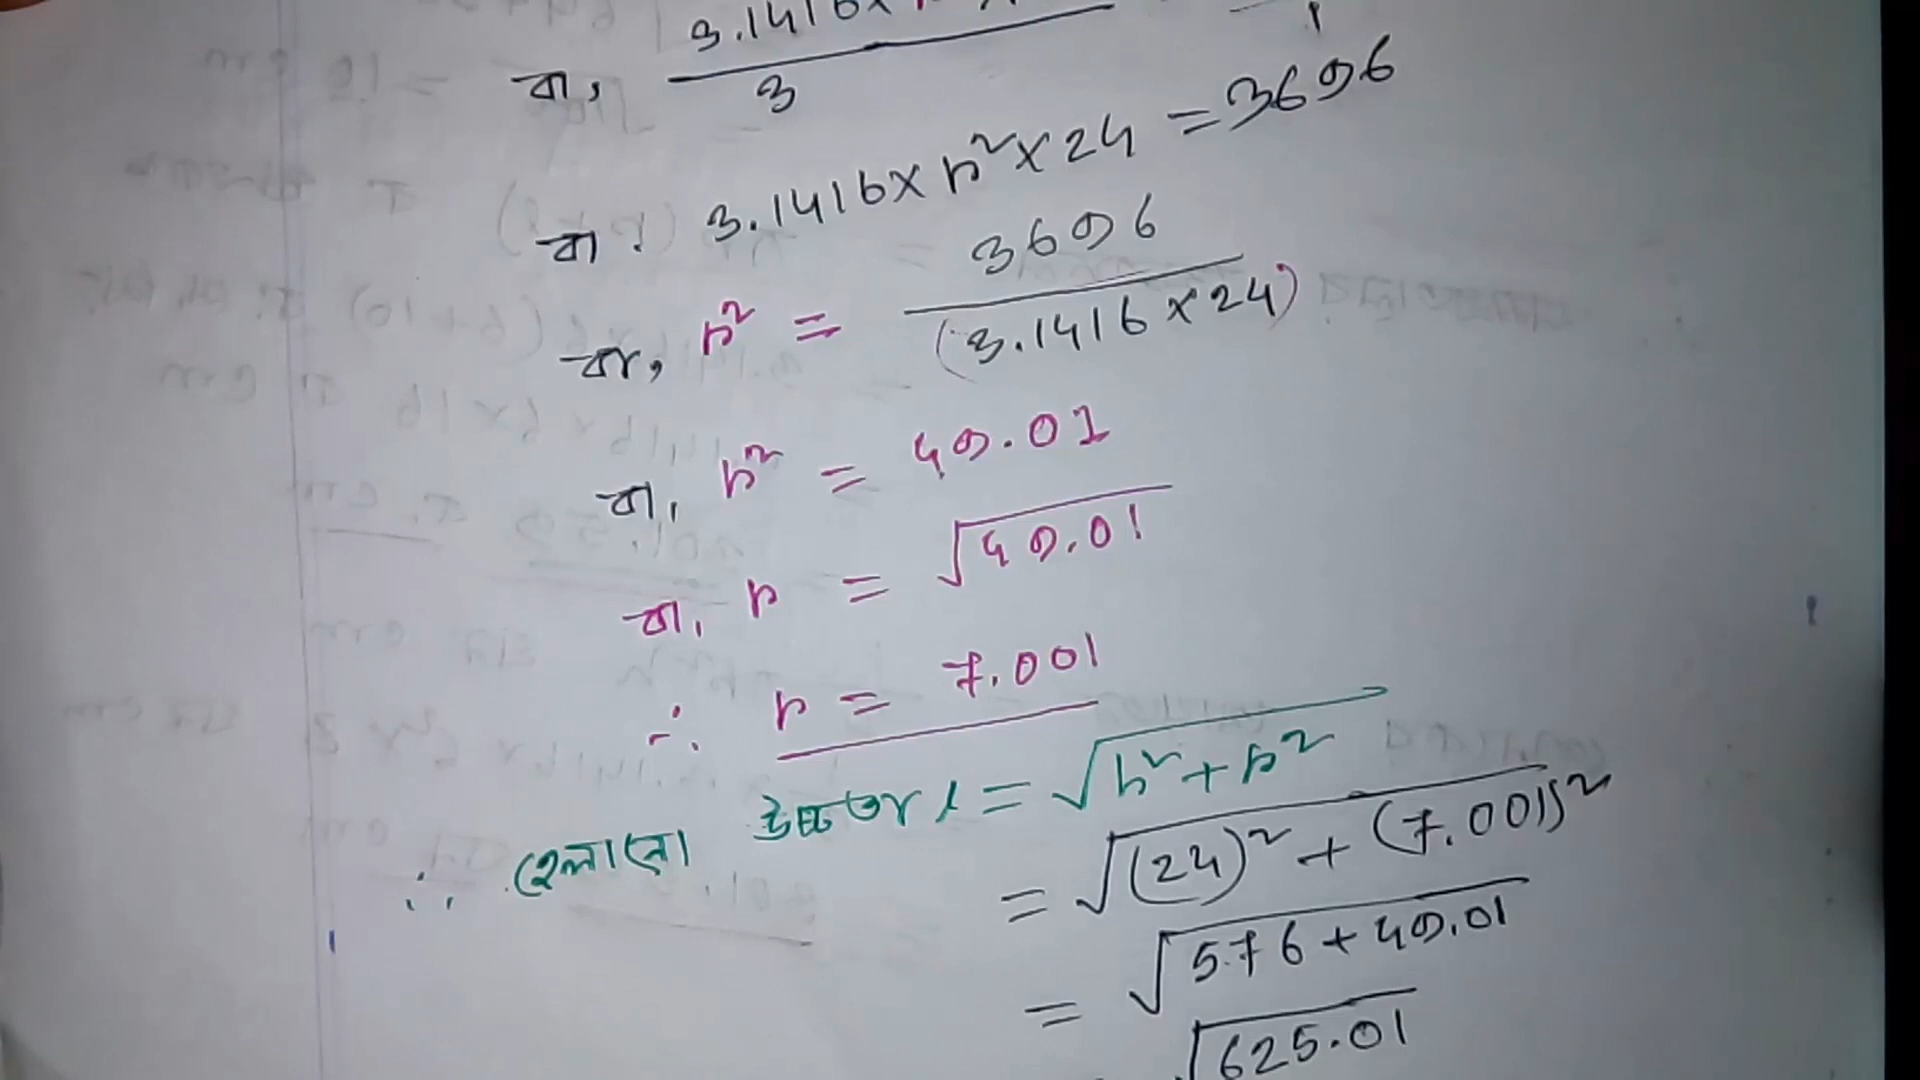 বা, 3.1416×
3
বা, 3.1416×r²×24 = 3696
বা, r² = 3696
(3.1416×24)
বা, r² = 49.01
বা, r = √49.01
∴ r = 7.001
∴ হেলানো উচ্চতা l = √h²+r²
= √(24)² + (7.001)²
= √576 + 49.01
√625.01